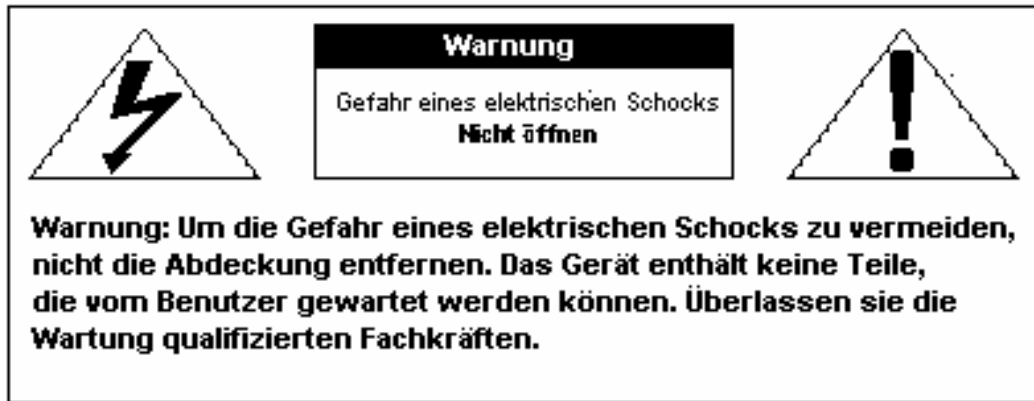 Warnung
Gefahr eines elektrischen Schocks
Nicht öffnen
Warnung: Um die Gefahr eines elektrischen Schocks zu vermeiden,
nicht die Abdeckung entfernen. Das Gerät enthält keine Teile,
die vom Benutzer gewartet werden können. Überlassen sie die
Wartung qualifizierten Fachkräften.